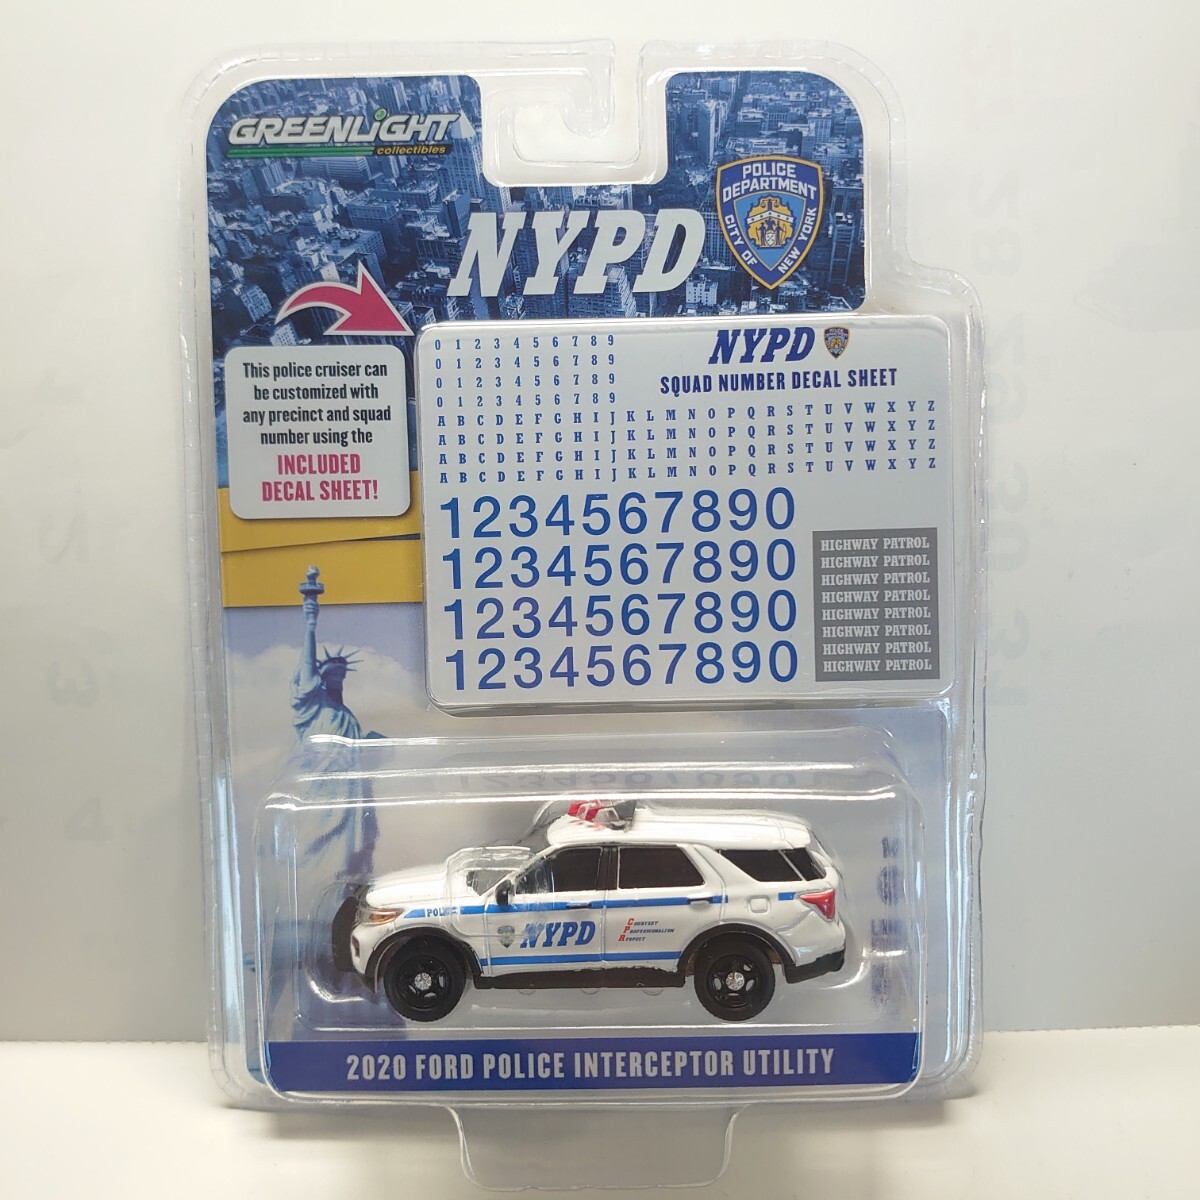 GREENLiGHT
collectibles
NYPD
POLICE
DEPARTMENT
CITY OF
NEW YORK
This police cruiser can
be customized with
any precinct and squad
number using the
INCLUDED
DECAL SHEET!
NYPD
SQUAD NUMBER DECAL SHEET
0 1 2 3 4 5 6 7 8 9
0 1 2 3 4 5 6 7 8 9
0 1 2 3 4 5 6 7 8 9
0 1 2 3 4 5 6 7 8 9
A B C D E F G H I J K L M N O P Q R S T U V W X Y Z
A B C D E F G H I J K L M N O P Q R S T U V W X Y Z
A B C D E F G H I J K L M N O P Q R S T U V W X Y Z
A B C D E F G H I J K L M N O P Q R S T U V W X Y Z
1234567890
1234567890
1234567890
1234567890
HIGHWAY PATROL
HIGHWAY PATROL
HIGHWAY PATROL
HIGHWAY PATROL
HIGHWAY PATROL
HIGHWAY PATROL
HIGHWAY PATROL
HIGHWAY PATROL
NYPD
COURTESY
PROFESSIONALISM
RESPECT
2020 FORD POLICE INTERCEPTOR UTILITY